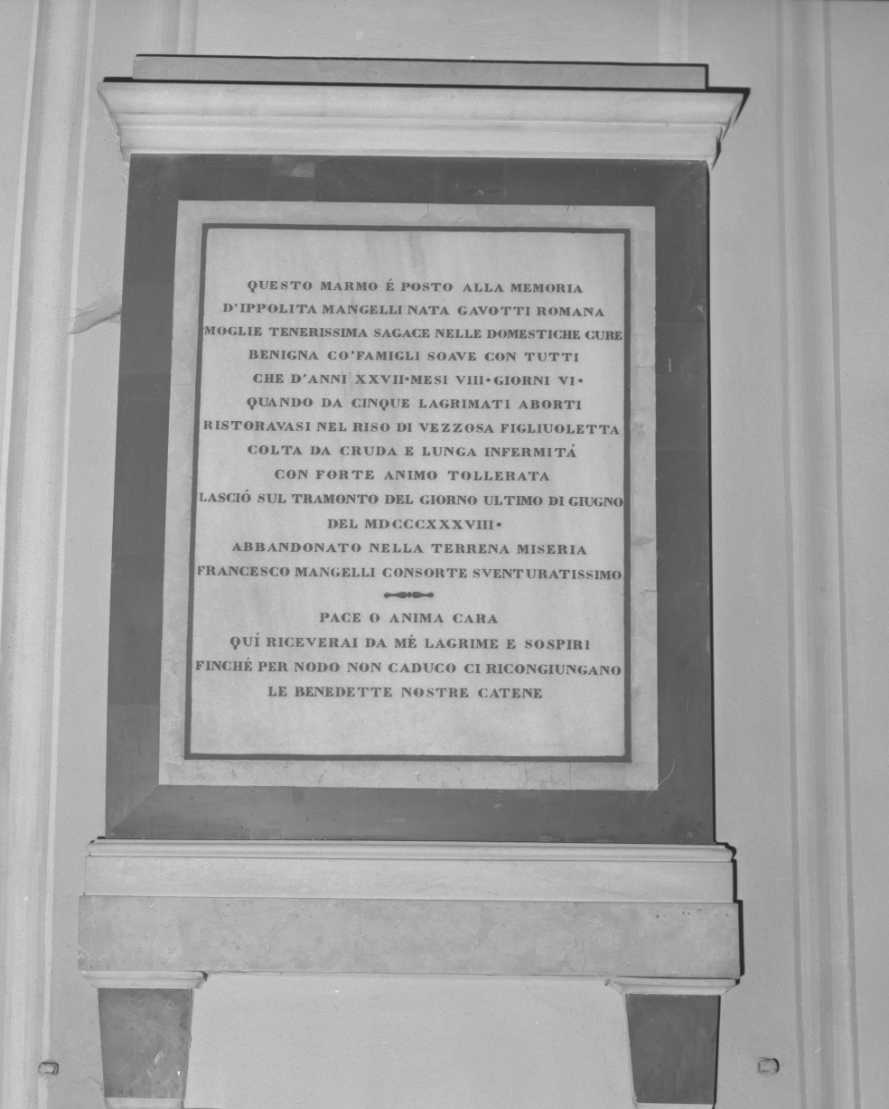 QUESTO MARMO É POSTO ALLA MEMORIA
D'IPPOLITA MANGELLI NATA GAVOTTI ROMANA
MOGLIE TENERISSIMA SAGACE NELLE DOMESTICHE CURE
BENIGNA CO'FAMIGLI SOAVE CON TUTTI
CHE D'ANNI XXVII·MESI VIII·GIORNI VI·
QUANDO DA CINQUE LAGRIMATI ABORTI
RISTORAVASI NEL RISO DI VEZZOSA FIGLIUOLETTA
COLTA DA CRUDA E LUNGA INFERMITÁ
CON FORTE ANIMO TOLLERATA
LASCIÓ SUL TRAMONTO DEL GIORNO ULTIMO DI GIUGNO
DEL MDCCCXXXVIII·
ABBANDONATO NELLA TERRENA MISERIA
FRANCESCO MANGELLI CONSORTE SVENTURATISSIMO
PACE O ANIMA CARA
QUÍ RICEVERAI DA MÉ LAGRIME E SOSPIRI
FINCHÉ PER NODO NON CADUCO CI RICONGIUNGANO
LE BENEDETTE NOSTRE CATENE